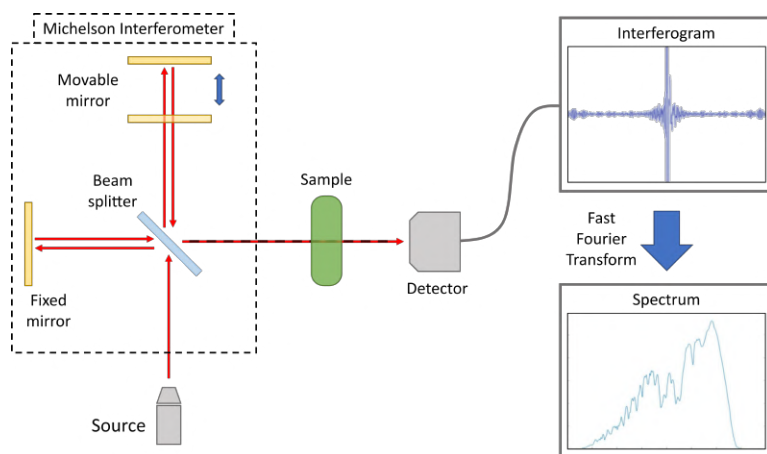 Michelson Interferometer
Interferogram
Movable
mirror
Beam
splitter
Sample
Fast
Fourier
Transform
Fixed
mirror
Detector
Spectrum
Source